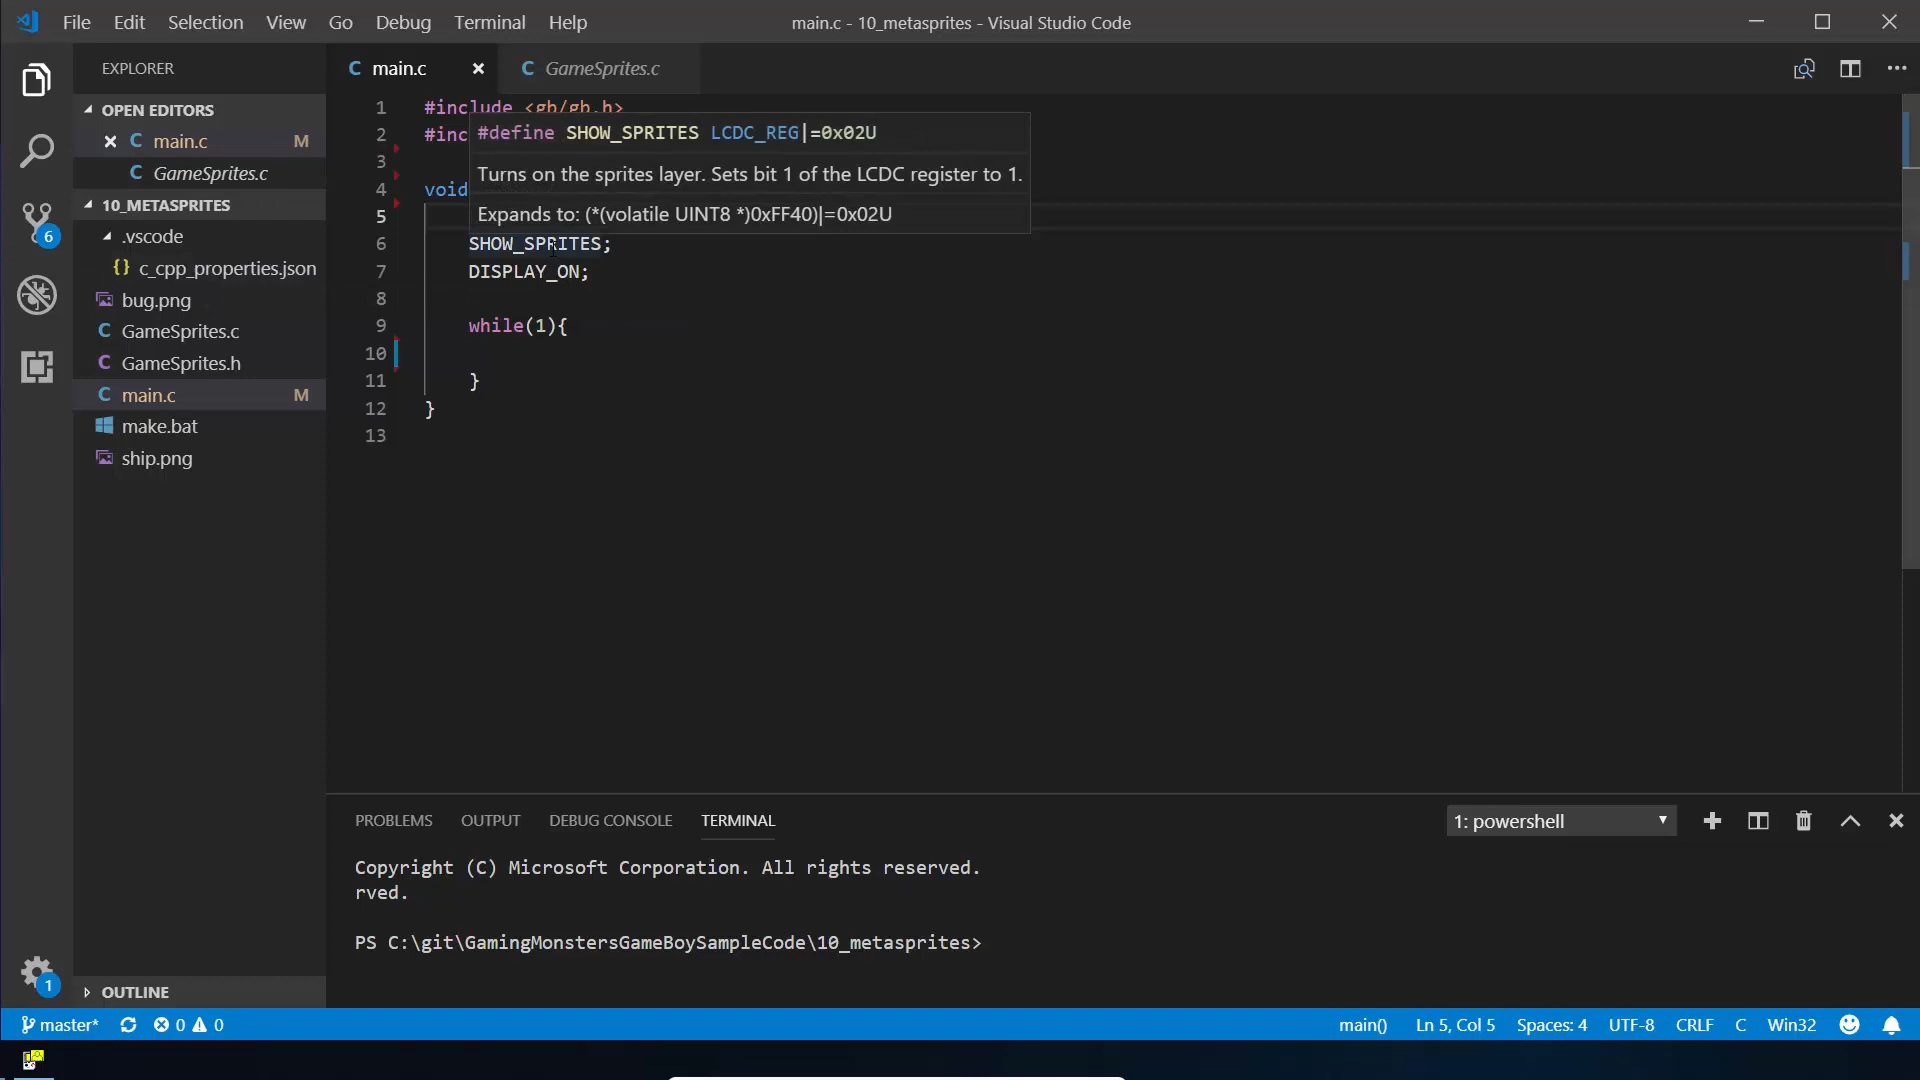 File Edit Selection View Go Debug Terminal Help
main.c - 10_metasprites - Visual Studio Code
EXPLORER
OPEN EDITORS
main.c M
GameSprites.c
10_METASPRITES
.vscode
{} c_cpp_properties.json
bug.png
GameSprites.c
GameSprites.h
main.c M
make.bat
ship.png
OUTLINE
6
1
C main.c
C GameSprites.c
1 #include <gb/gb.h>
2 #inc
3
4 void
5
6 SHOW_SPRITES;
7 DISPLAY_ON;
8
9 while(1){
10
11 }
12 }
13
#define SHOW_SPRITES LCDC_REG|=0x02U
Turns on the sprites layer. Sets bit 1 of the LCDC register to 1.
Expands to: (*(volatile UINT8 *)0xFF40)|=0x02U
PROBLEMS OUTPUT DEBUG CONSOLE TERMINAL
1: powershell
Copyright (C) Microsoft Corporation. All rights reserved.
rved.
PS C:\git\GamingMonstersGameBoySampleCode\10_metasprites>
master* 0 0
main() Ln 5, Col 5 Spaces: 4 UTF-8 CRLF C Win32